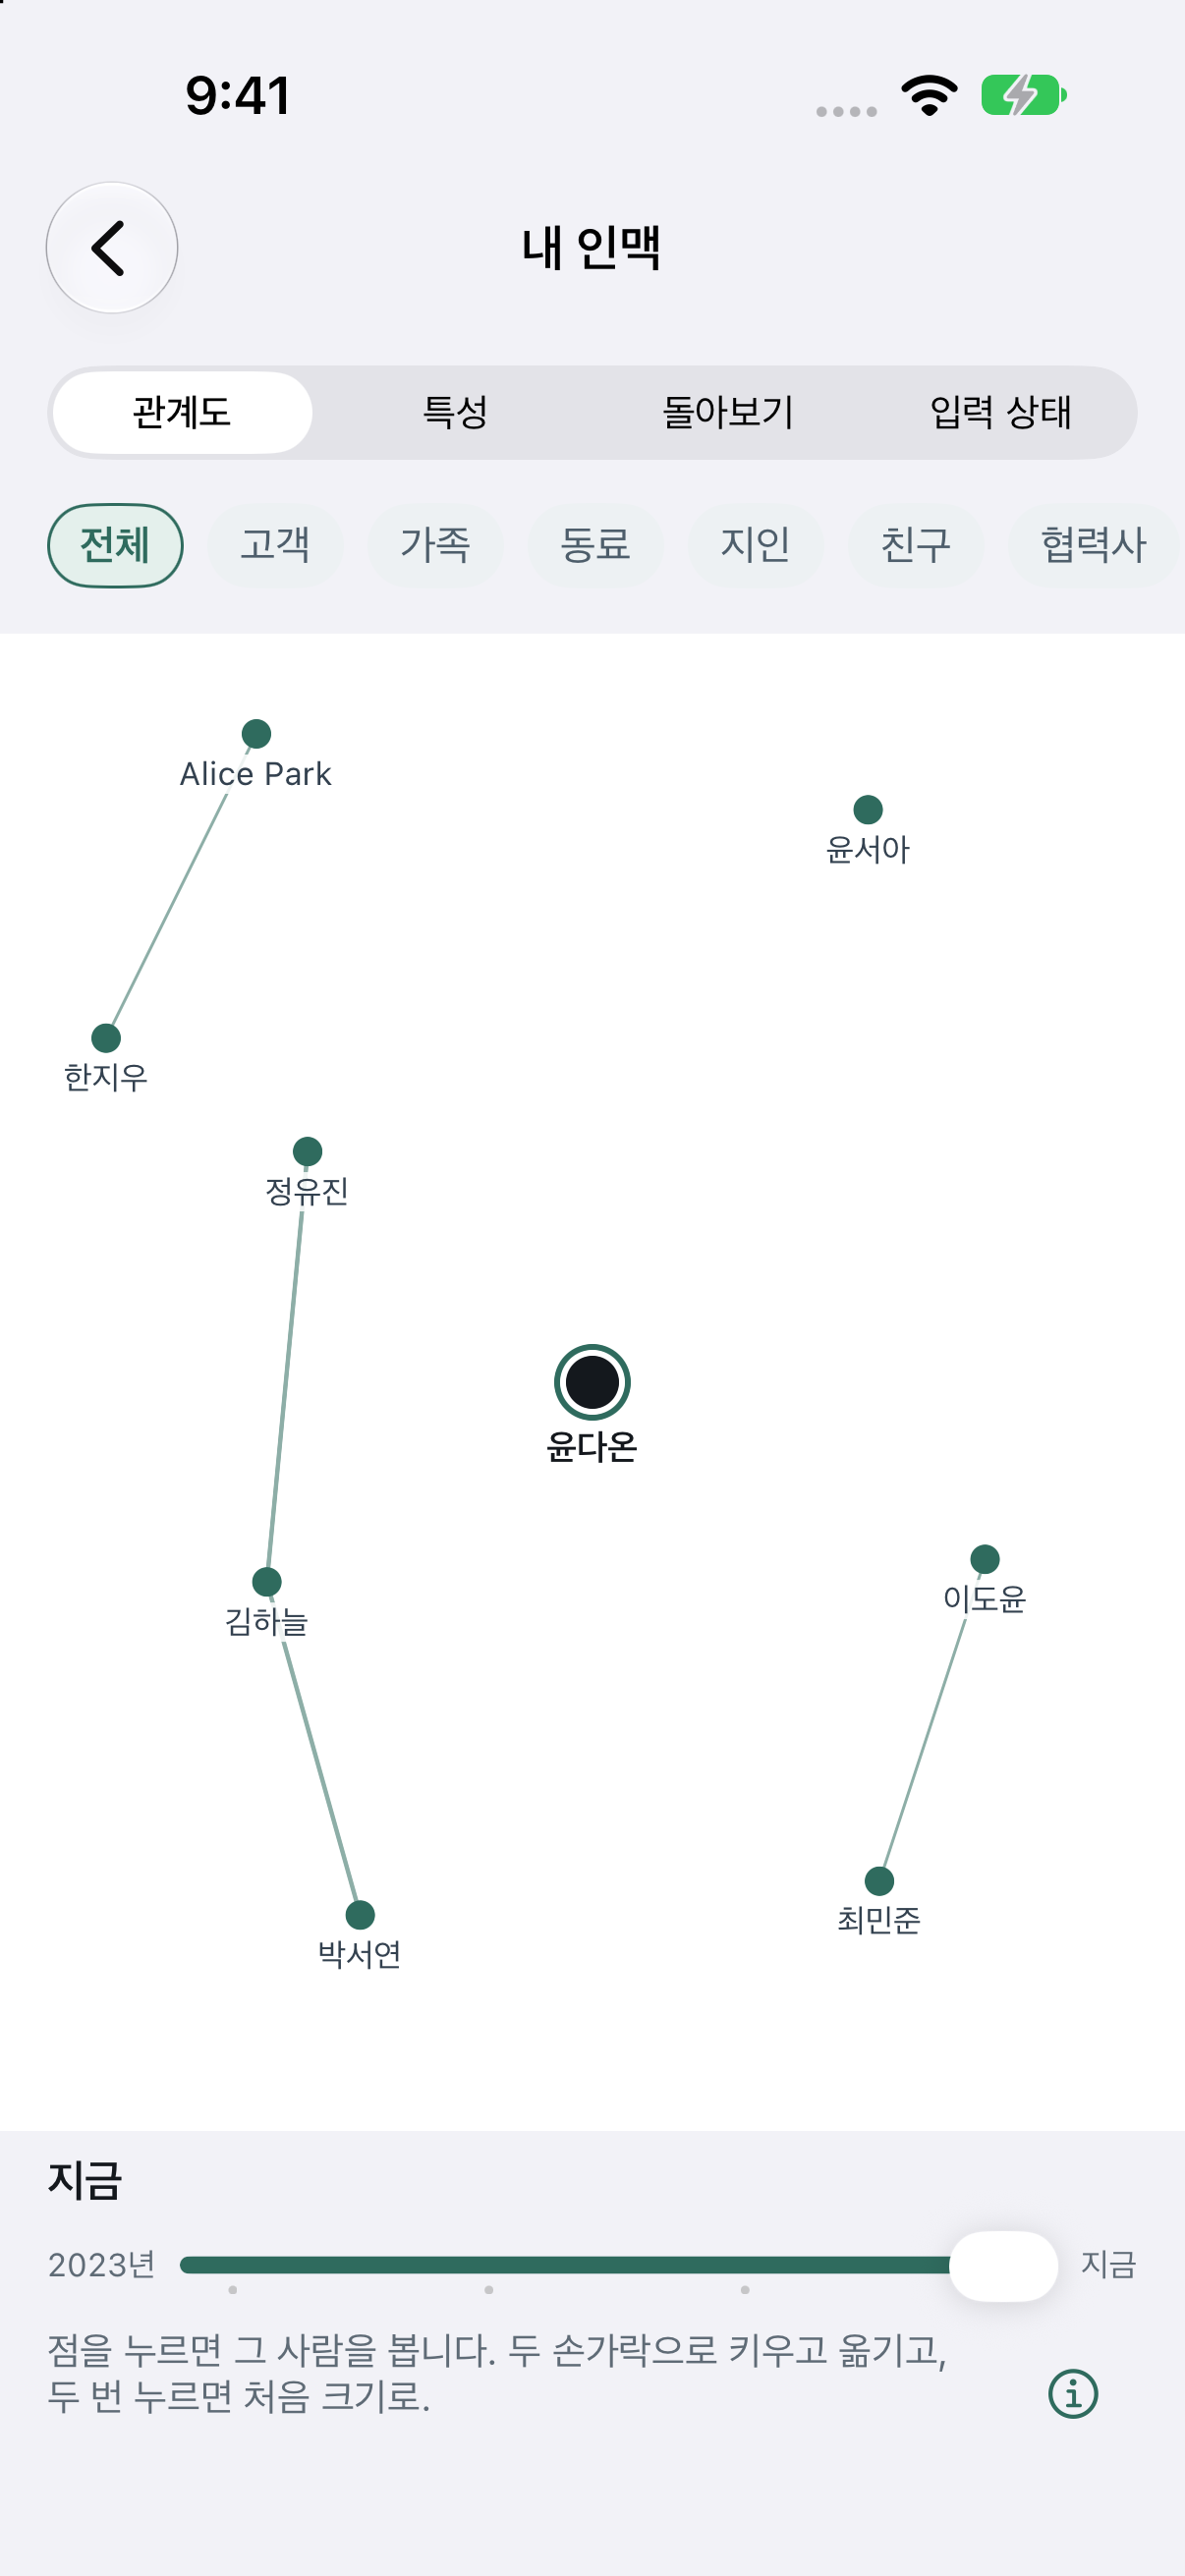 9:41
내 인맥
관계도 특성 돌아보기 입력 상태
전체 고객 가족 동료 지인 친구 협력사
Alice Park
윤서아
한지우
정유진
윤다온
김하늘
이도윤
최민준
박서연
지금
2023년 지금
점을 누르면 그 사람을 봅니다. 두 손가락으로 키우고 옮기고,
두 번 누르면 처음 크기로.